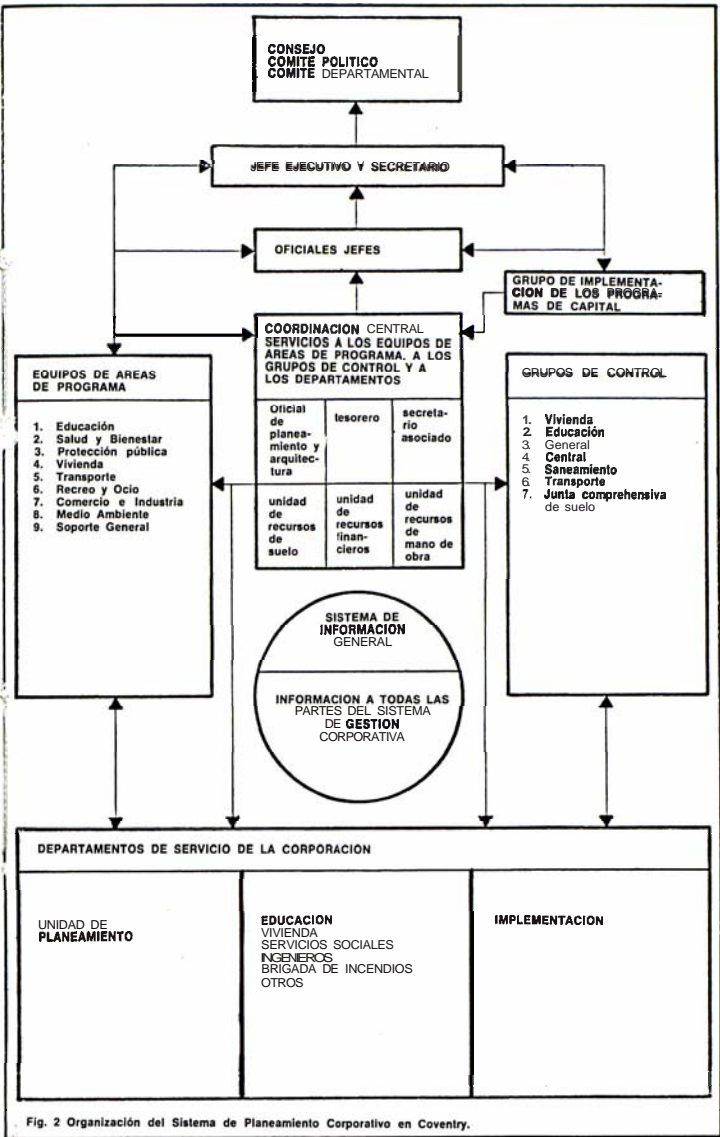 CONSEJO
COMITE POLITICO
COMITE DEPARTAMENTAL
JEFE EJECUTIVO Y SECRETARIO
OFICIALES JEFES
GRUPO DE IMPLEMENTA-
CION DE LOS PROGRA-
MAS DE CAPITAL
COORDINACION CENTRAL
SERVICIOS A LOS EQUIPOS DE
AREAS DE PROGRAMA. A LOS
GRUPOS DE CONTROL Y A
LOS DEPARTAMENTOS
Oficial
de
planea-
miento y
arquitec-
tura
tesorero
secreta-
rio
asociado
unidad
de
recursos
de
suelo
unidad
de
recursos
finan-
cieros
unidad
de
recursos
de
mano de
obra
EQUIPOS DE AREAS
DE PROGRAMA
1. Educación
2. Salud y Bienestar
3. Protección pública
4. Vivienda
5. Transporte
6. Recreo y Ocio
7. Comercio e Industria
8. Medio Ambiente
9. Soporte General
GRUPOS DE CONTROL
1. Vivienda
2. Educación
3. General
4. Central
5. Saneamiento
6. Transporte
7. Junta comprehensiva
de suelo
SISTEMA DE
INFORMACION
GENERAL
INFORMACION A TODAS LAS
PARTES DEL SISTEMA
DE GESTION
CORPORATIVA
DEPARTAMENTOS DE SERVICIO DE LA CORPORACION
UNIDAD DE
PLANEAMIENTO
EDUCACION
VIVIENDA
SERVICIOS SOCIALES
INGENIEROS
BRIGADA DE INCENDIOS
OTROS
IMPLEMENTACION
Fig. 2 Organización del Sistema de Planeamiento Corporativo en Coventry.